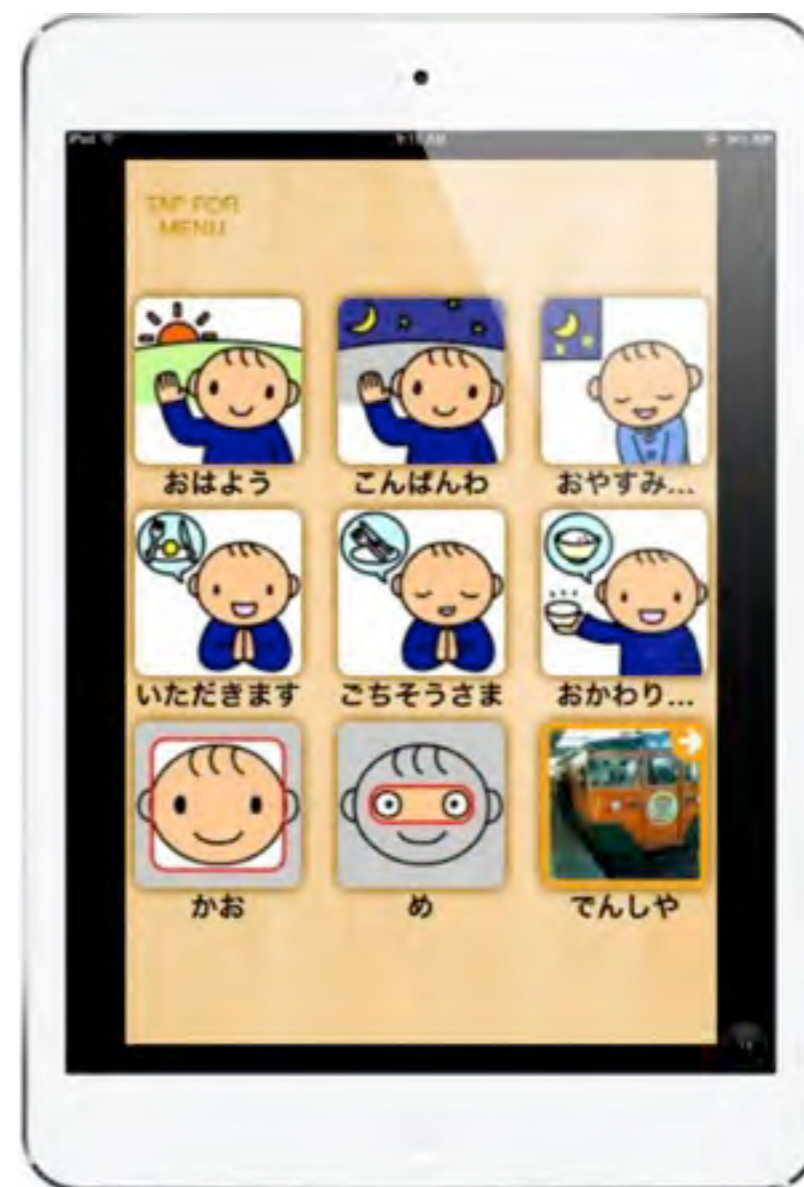 TAP FOR
MENU
おはよう
こんばんわ
おやすみ...
いただきます
ごちそうさま
おかわり...
かお
め
でんしや